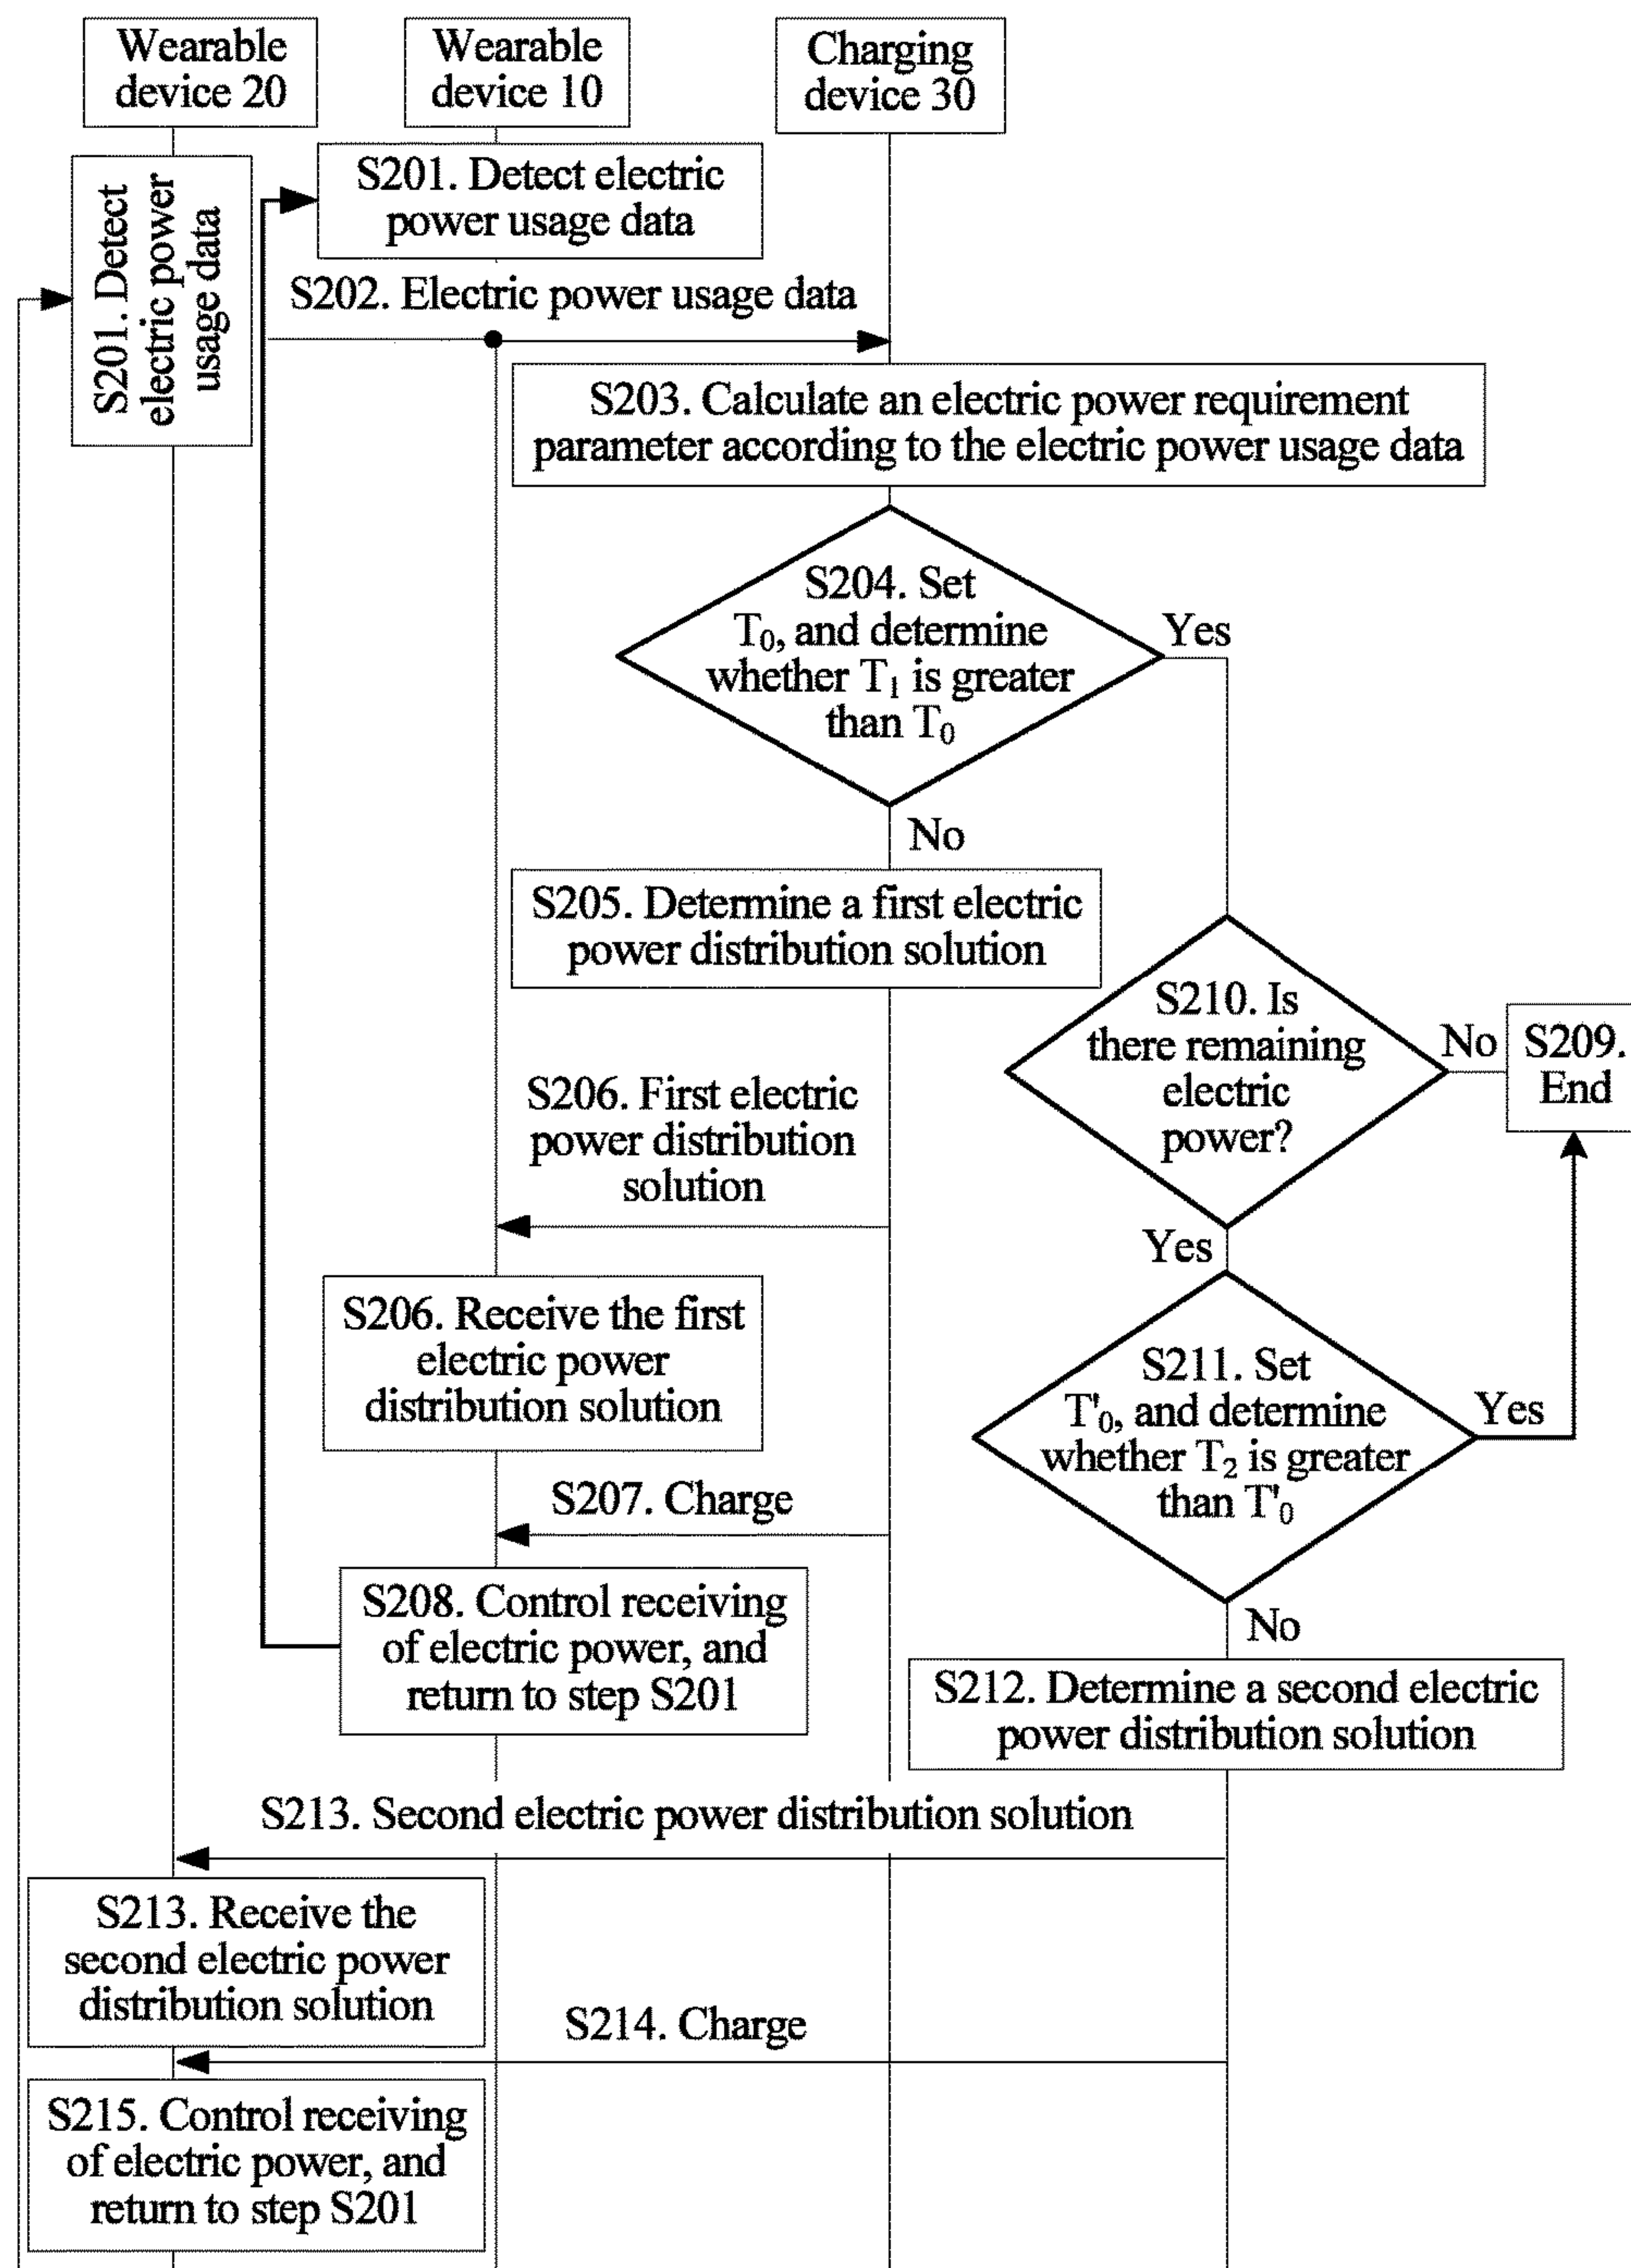 Wearable
device 20
Wearable
device 10
Charging
device 30
S201. Detect
electric power
usage data
S201. Detect electric
power usage data
S202. Electric power usage data
S203. Calculate an electric power requirement
parameter according to the electric power usage data
S204. Set
T₀, and determine
whether T₁ is greater
than T₀
Yes
No
S205. Determine a first electric
power distribution solution
S210. Is
there remaining
electric
power?
No
S209.
End
S206. First electric
power distribution
solution
Yes
S206. Receive the first
electric power
distribution solution
S211. Set
T'₀, and determine
whether T₂ is greater
than T'₀
Yes
S207. Charge
S208. Control receiving
of electric power, and
return to step S201
No
S212. Determine a second electric
power distribution solution
S213. Second electric power distribution solution
S213. Receive the
second electric power
distribution solution
S214. Charge
S215. Control receiving
of electric power, and
return to step S201